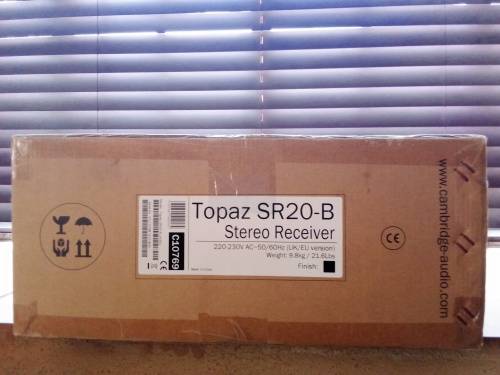 Topaz SR20-B
Stereo Receiver
220-230V AC~50/60Hz (UK/EU version)
Weight: 9.8kg / 21.6Lbs
Finish:
C10769
CE
www.cambridge-audio.com